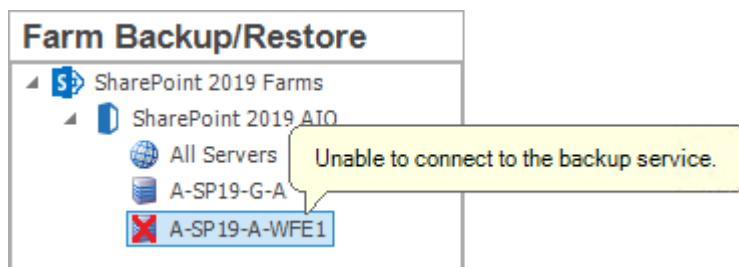 Farm Backup/Restore
SharePoint 2019 Farms
SharePoint 2019 AIO
All Servers
Unable to connect to the backup service.
A-SP19-G-A
A-SP19-A-WFE1